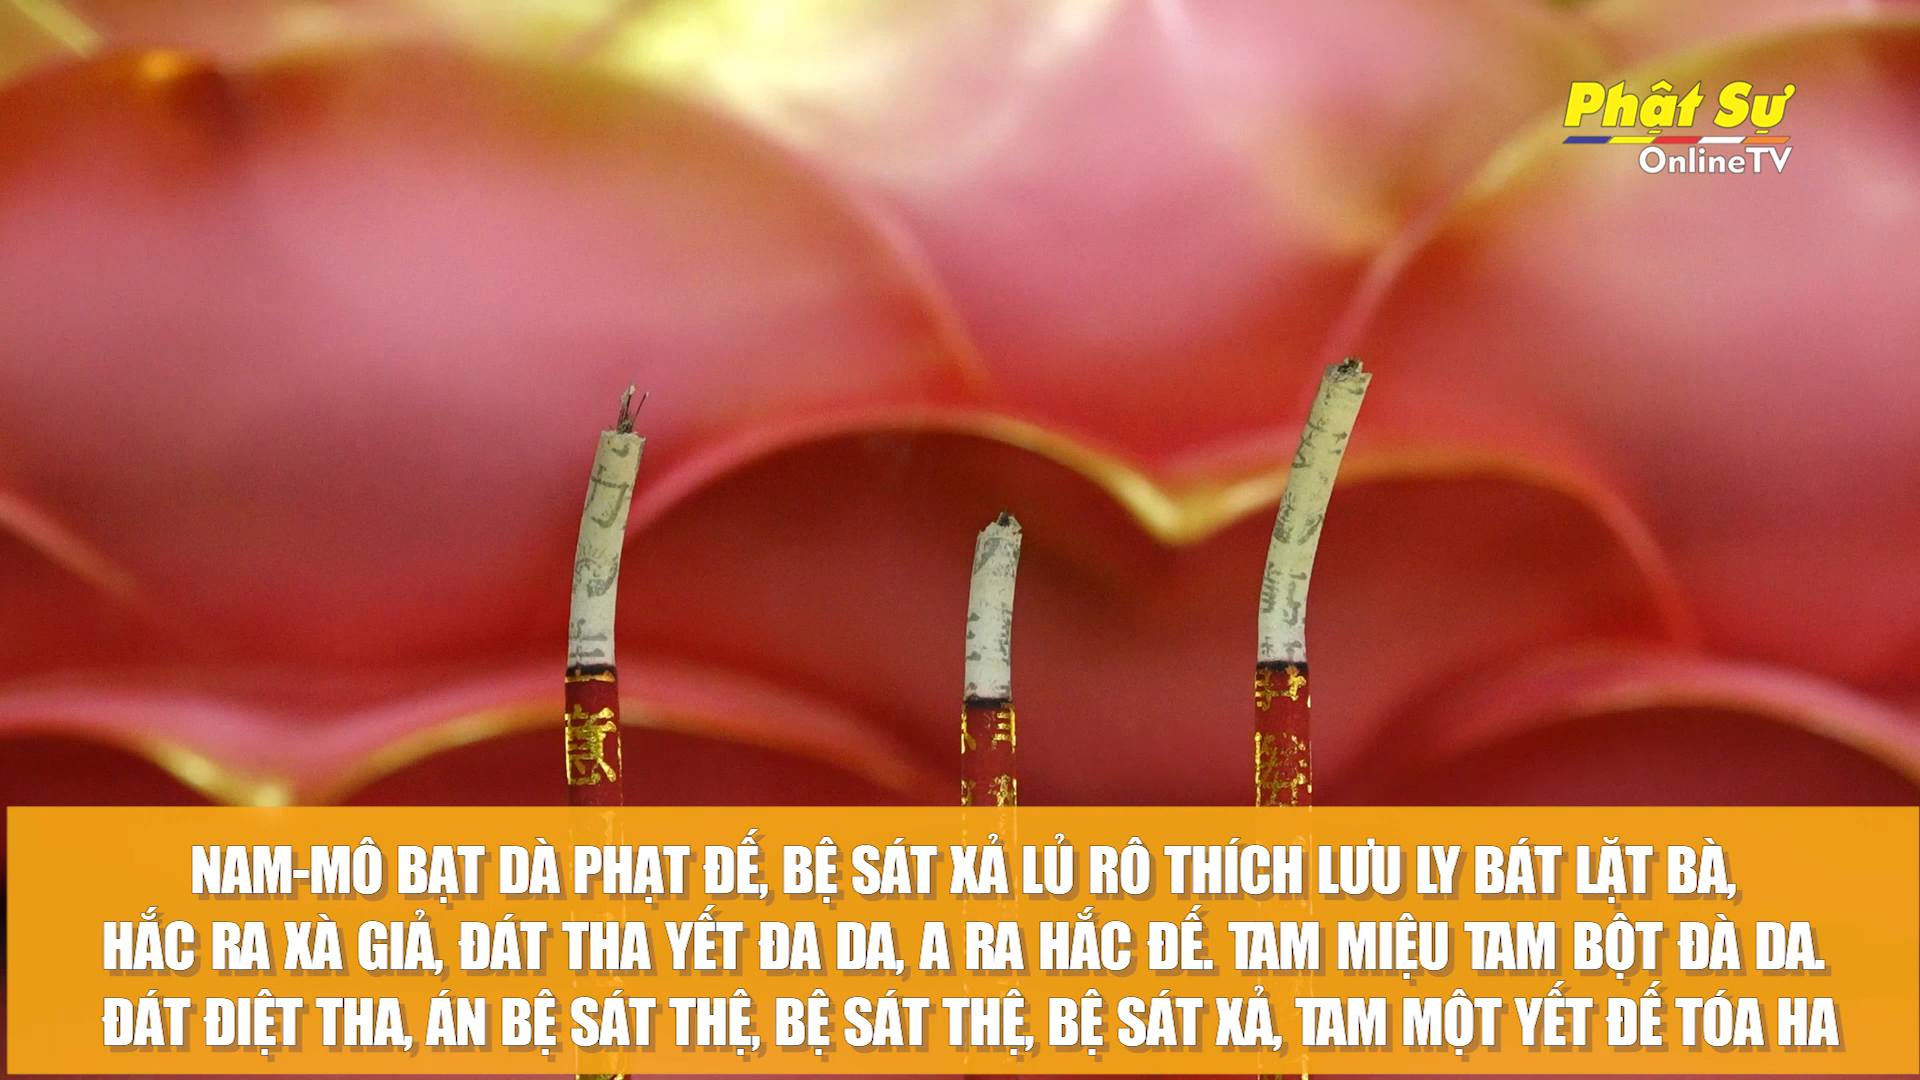 Phật Sự
OnlineTV
NAM-MÔ BẠT DÀ PHẠT ĐẾ, BỆ SÁT XẢ LỦ RÔ THÍCH LƯU LY BÁT LẶT BÀ,
HẮC RA XÀ GIẢ, ĐÁT THA YẾT ĐA DA, A RA HẮC ĐẾ. TAM MIỆU TAM BỘT ĐÀ DA.
ĐÁT ĐIỆT THA, ÁN BỆ SÁT THỆ, BỆ SÁT THỆ, BỆ SÁT XẢ, TAM MỘT YẾT ĐẾ TÓA HA